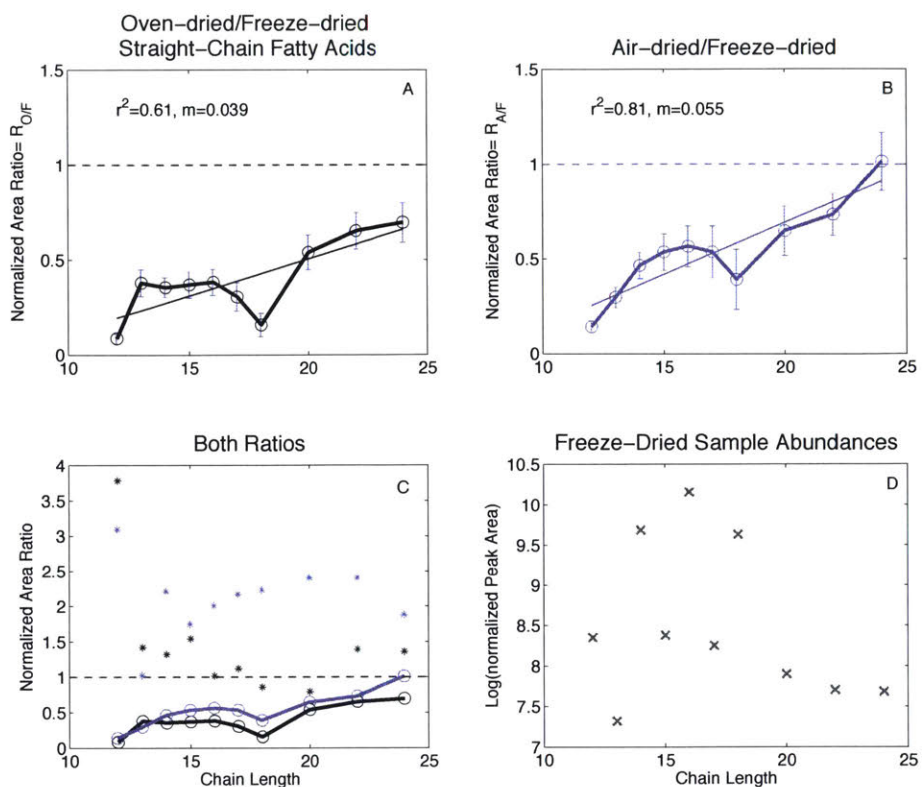 Oven-dried/Freeze-dried
Straight-Chain Fatty Acids
Normalized Area Ratio= R_O/F
1.5
1
0.5
0
A
r²=0.61, m=0.039
10 15 20 25
Air-dried/Freeze-dried
Normalized Area Ratio= R_A/F
1.5
1
0.5
0
B
r²=0.81, m=0.055
10 15 20 25
Both Ratios
Normalized Area Ratio
4
3.5
3
2.5
2
1.5
1
0.5
0
C
10 15 20 25
Chain Length
Freeze-Dried Sample Abundances
Log(normalized Peak Area)
10.5
10
9.5
9
8.5
8
7.5
7
D
10 15 20 25
Chain Length